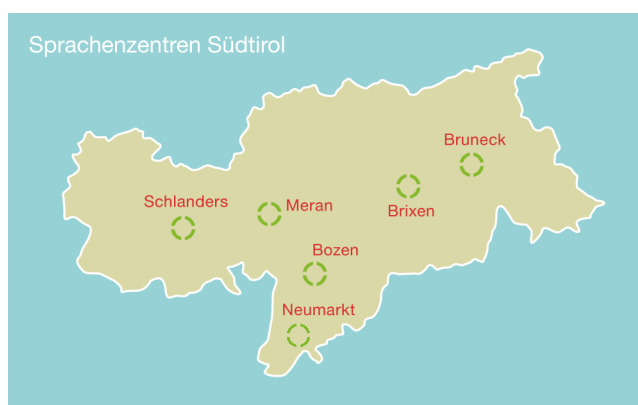 Sprachenzentren Südtirol
Bruneck
Schlanders
Meran
Brixen
Bozen
Neumarkt